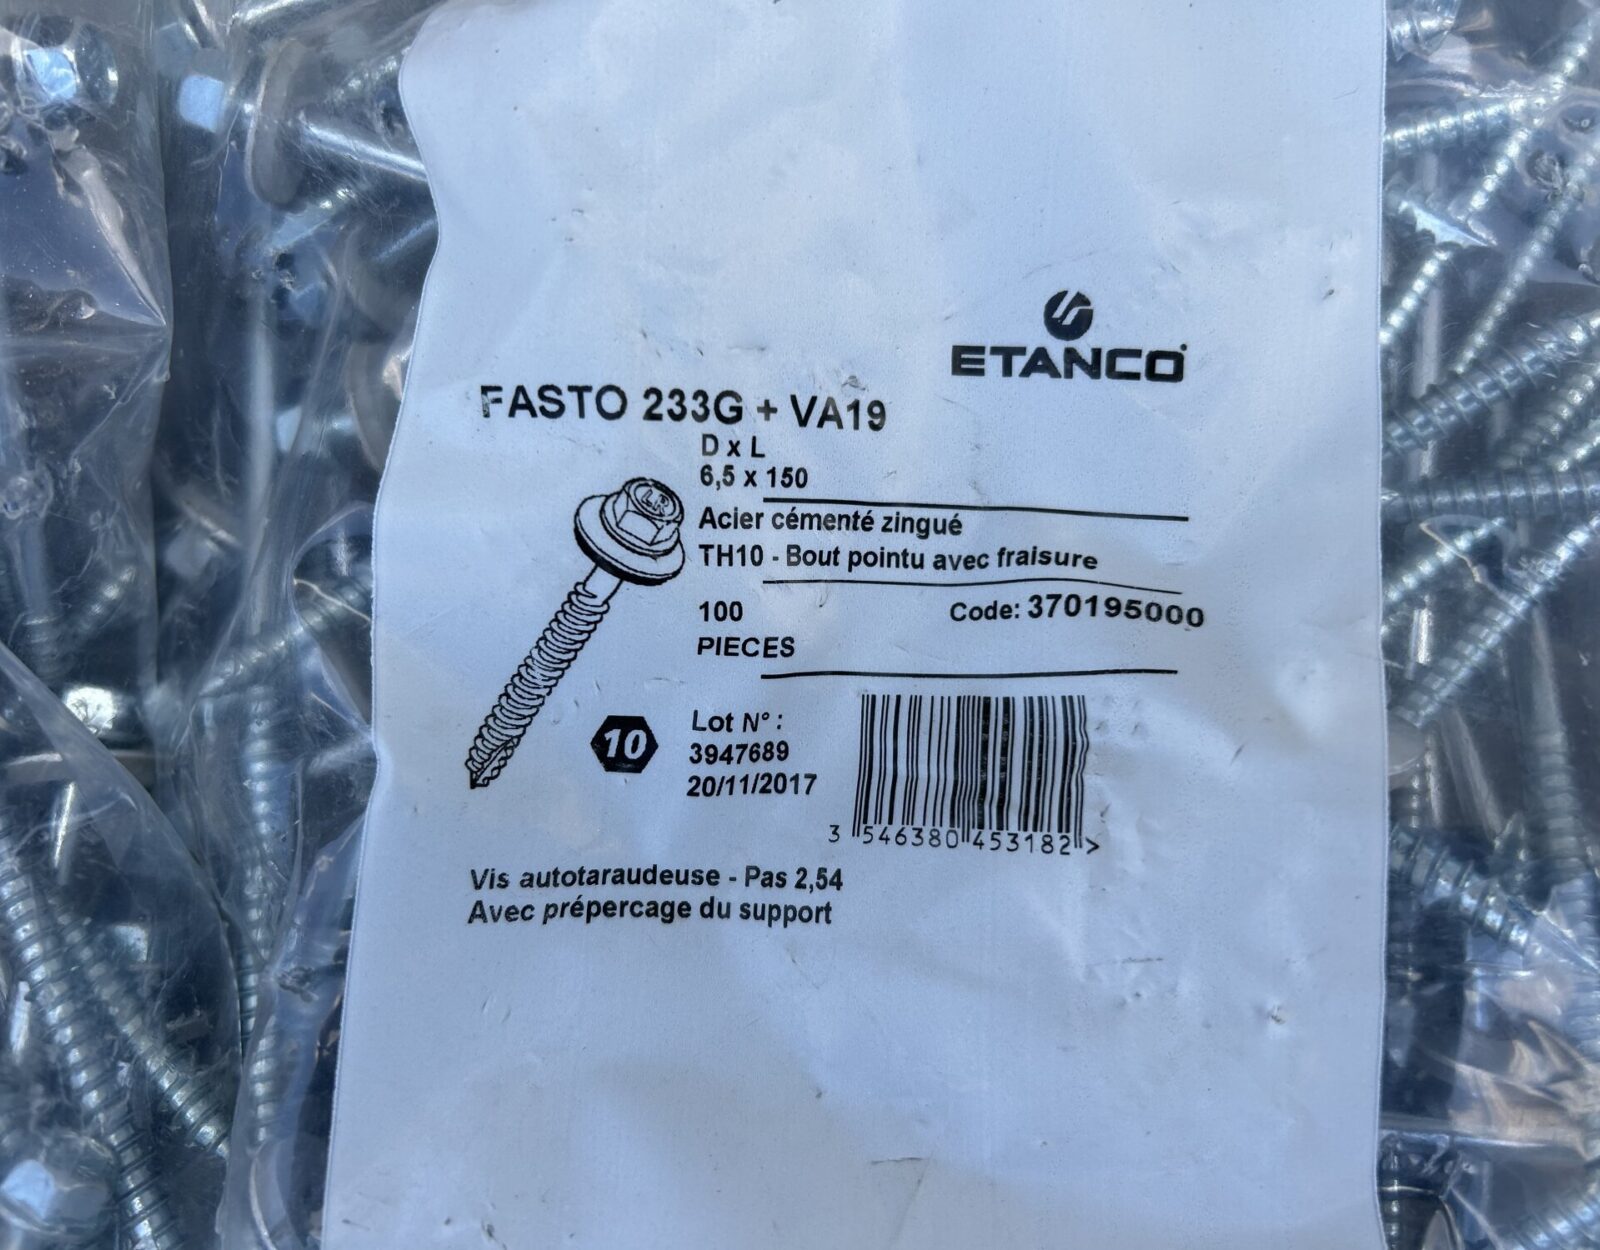 ETANCO
FASTO 233G + VA19
D x L
6,5 x 150
LR
Acier cémenté zingué
TH10 - Bout pointu avec fraisure
100
Code: 370195000
PIECES
10
Lot N° :
3947689
20/11/2017
3 546380 453182 >
Vis autotaraudeuse - Pas 2,54
Avec prépercage du support